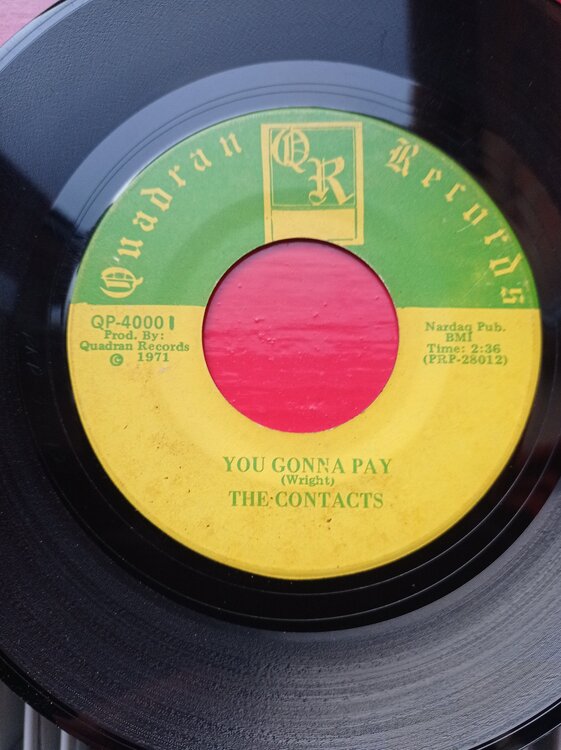 Quadran Records
QR
QP-40001
Prod. By:
Quadran Records
© 1971
Nardaq Pub.
BMI
Time: 2:36
(PRP-28012)
YOU GONNA PAY
(Wright)
THE CONTACTS